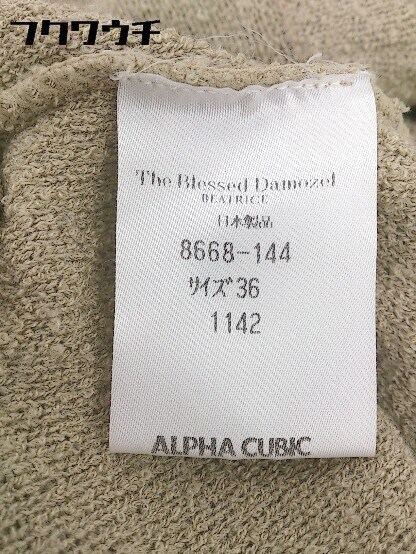 フクワウチ
The Blessed Damozel
BEATRICE
日本製品
8668-144
サイズ36
1142
ALPHA CUBIC